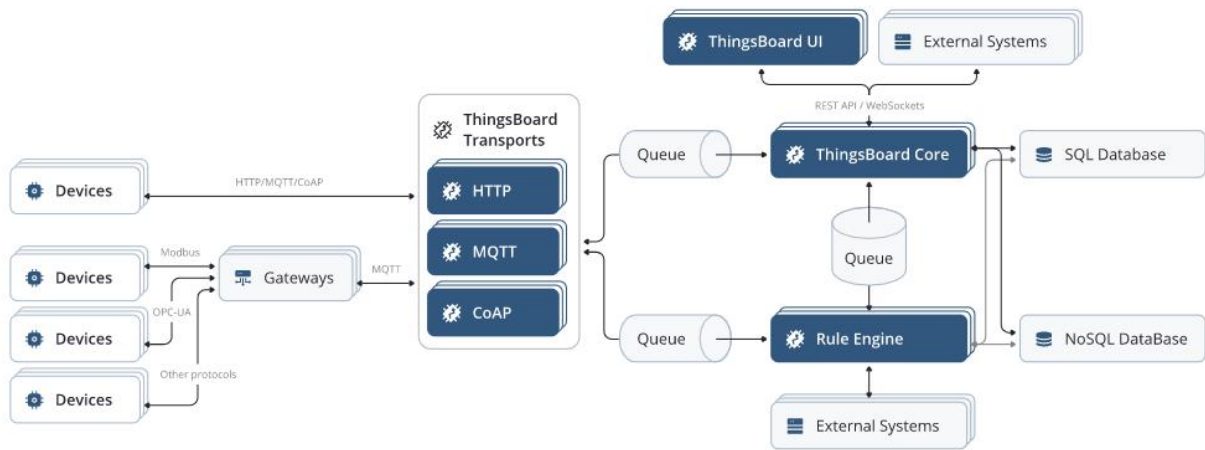 ThingsBoard UI
External Systems
REST API / WebSockets
ThingsBoard
Transports
Queue
ThingsBoard Core
SQL Database
Devices
HTTP/MQTT/CoAP
HTTP
Modbus
MQTT
Devices
Gateways
MQTT
Queue
OPC-UA
CoAP
Devices
Queue
Rule Engine
NoSQL DataBase
Other protocols
Devices
External Systems